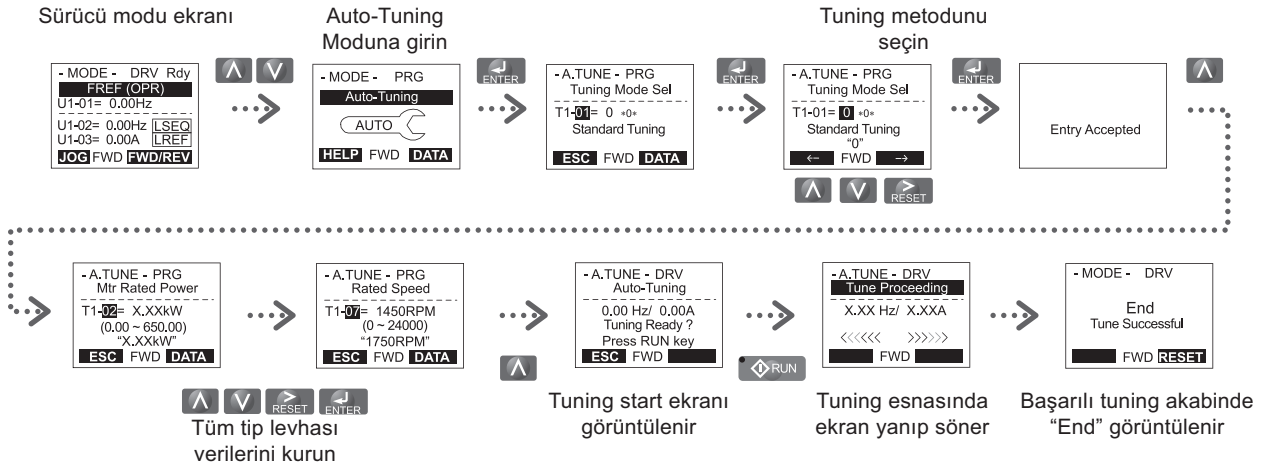 Sürücü modu ekranı
- MODE -   DRV Rdy
FREF (OPR)
U1-01=  0.00Hz
U1-02=  0.00Hz LSEQ
U1-03=  0.00A LREF
JOG FWD FWD/REV
Auto-Tuning
Moduna girin
- MODE -   PRG
Auto-Tuning
AUTO
HELP FWD DATA
ENTER
- A.TUNE - PRG
Tuning Mode Sel
T1-01= 0 *0*
Standard Tuning
ESC FWD DATA
ENTER
Tuning metodunu
seçin
- A.TUNE - PRG
Tuning Mode Sel
T1-01= 0 *0*
Standard Tuning
"0"
← FWD →
RESET
ENTER
Entry Accepted
- A.TUNE - PRG
Mtr Rated Power
T1-02= X.XXkW
(0.00 ~ 650.00)
"X.XXkW"
ESC FWD DATA
- A.TUNE - PRG
Rated Speed
T1-07= 1450RPM
(0 ~ 24000)
"1750RPM"
ESC FWD DATA
RESET
ENTER
Tüm tip levhası
verilerini kurun
- A.TUNE - DRV
Auto-Tuning
0.00 Hz/ 0.00A
Tuning Ready ?
Press RUN key
ESC FWD
Tuning start ekranı
görüntülenir
RUN
- A.TUNE - DRV
Tune Proceeding
X.XX Hz/ X.XXA
<<<<<< >>>>>>
FWD
Tuning esnasında
ekran yanıp söner
- MODE -   DRV
End
Tune Successful
FWD RESET
Başarılı tuning akabinde
“End” görüntülenir